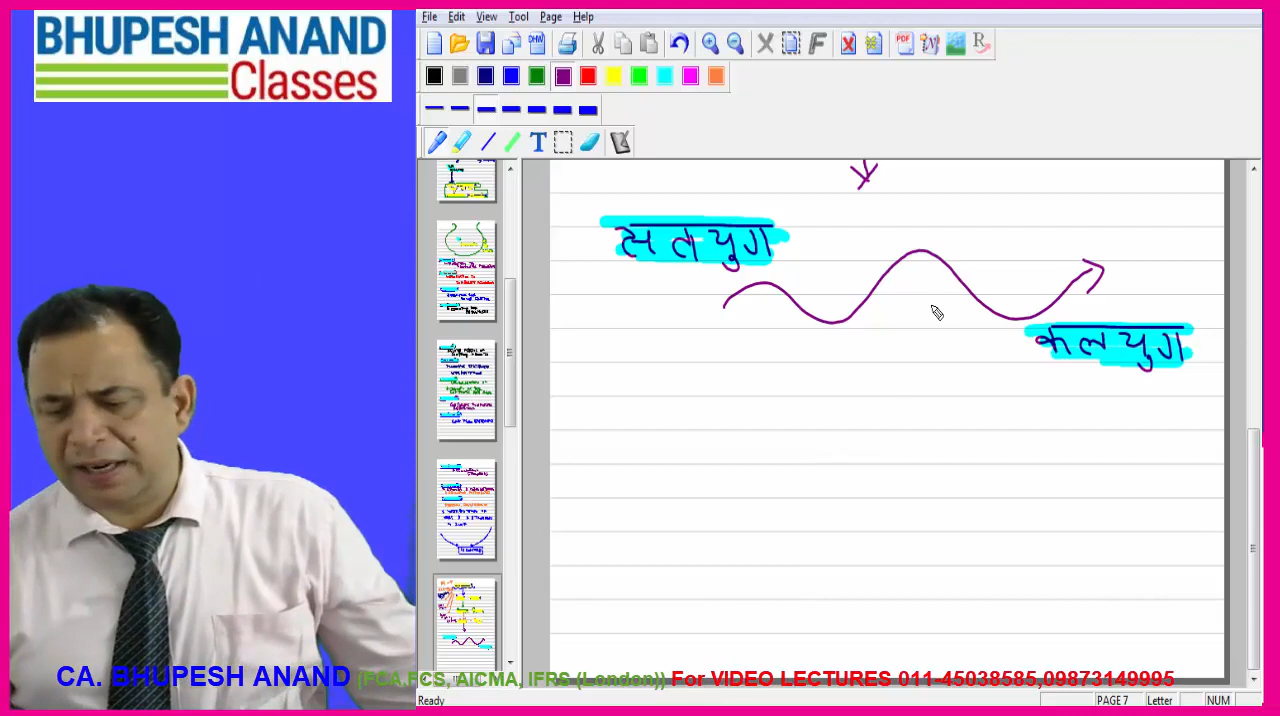 BHUPESH ANAND
Classes
File Edit View Tool Page Help
सतयुग
कलयुग
CA. BHUPESH ANAND (FCA.FCS, AICMA, IFRS (London)) For VIDEO LECTURES 011-45038585,09873149995
Ready PAGE 7 Letter NUM